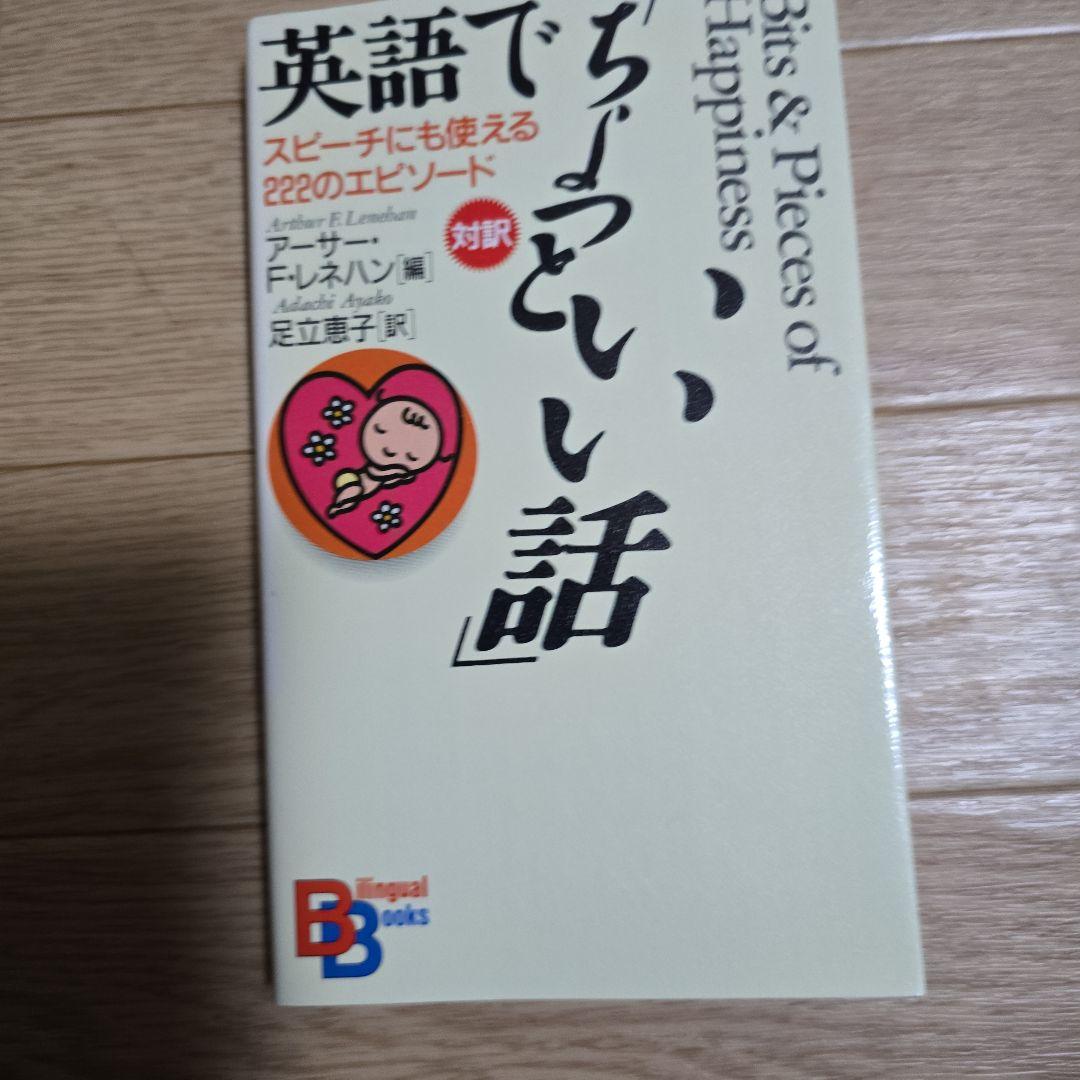 英語で
「ちょっといい話」
Bits & Pieces of
Happiness
スピーチにも使える
222のエピソード
対訳
Arthur F. Lenehan
アーサー・
F・レネハン[編]
Adachi Ayako
足立恵子[訳]
Bilingual
Books